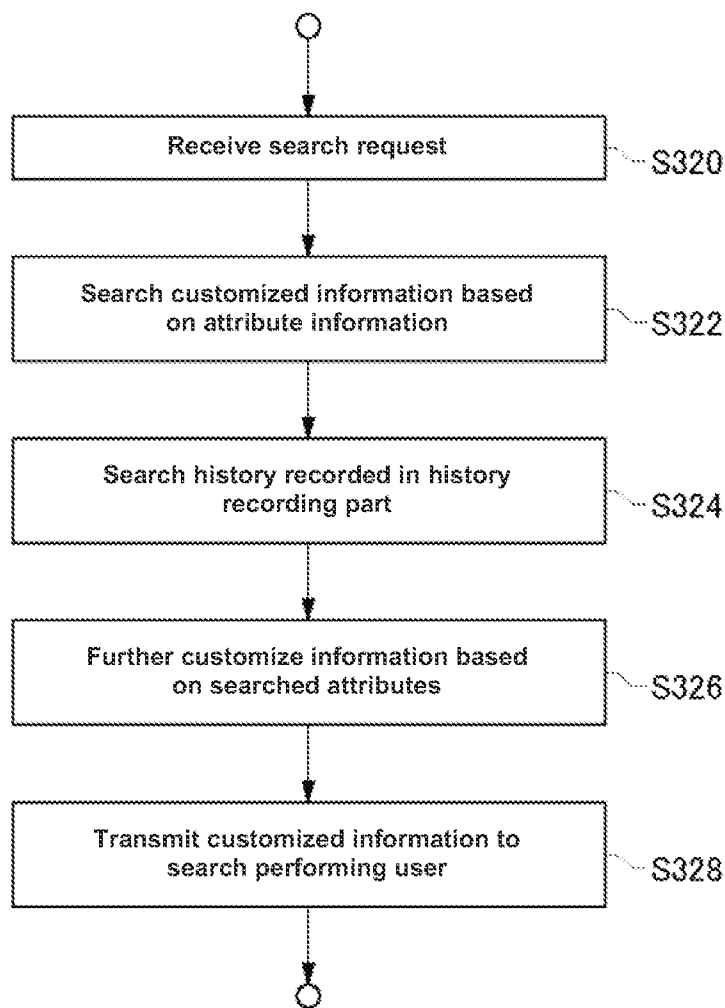 Receive search request
S320
Search customized information based
on attribute information
S322
Search history recorded in history
recording part
S324
Further customize information based
on searched attributes
S326
Transmit customized information to
search performing user
S328